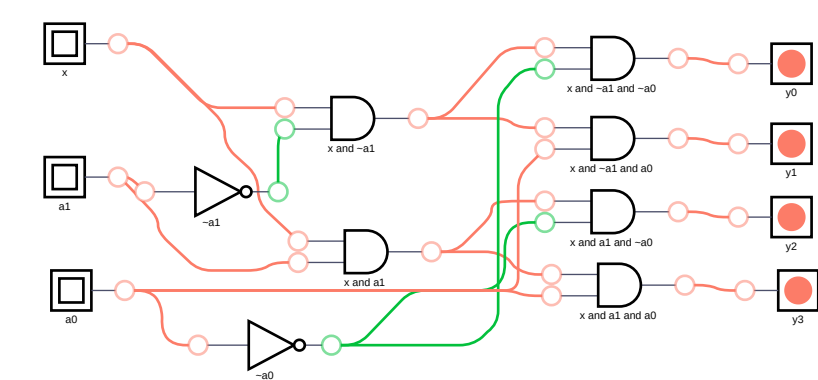 x
x and ~a1 and ~a0
y0
x and ~a1
x and ~a1 and a0
y1
a1
~a1
x and a1 and ~a0
y2
x and a1
a0
x and a1 and a0
y3
~a0